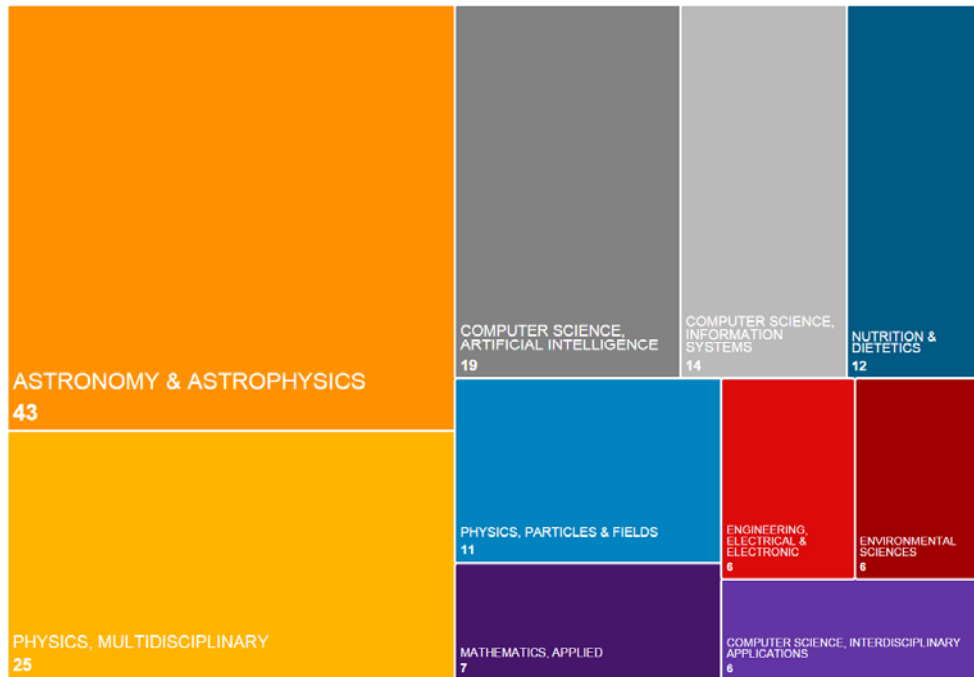 ASTRONOMY & ASTROPHYSICS
43
PHYSICS, MULTIDISCIPLINARY
25
COMPUTER SCIENCE,
ARTIFICIAL INTELLIGENCE
19
COMPUTER SCIENCE,
INFORMATION
SYSTEMS
14
NUTRITION &
DIETETICS
12
PHYSICS, PARTICLES & FIELDS
11
MATHEMATICS, APPLIED
7
ENGINEERING,
ELECTRICAL &
ELECTRONIC
6
ENVIRONMENTAL
SCIENCES
6
COMPUTER SCIENCE, INTERDISCIPLINARY
APPLICATIONS
6